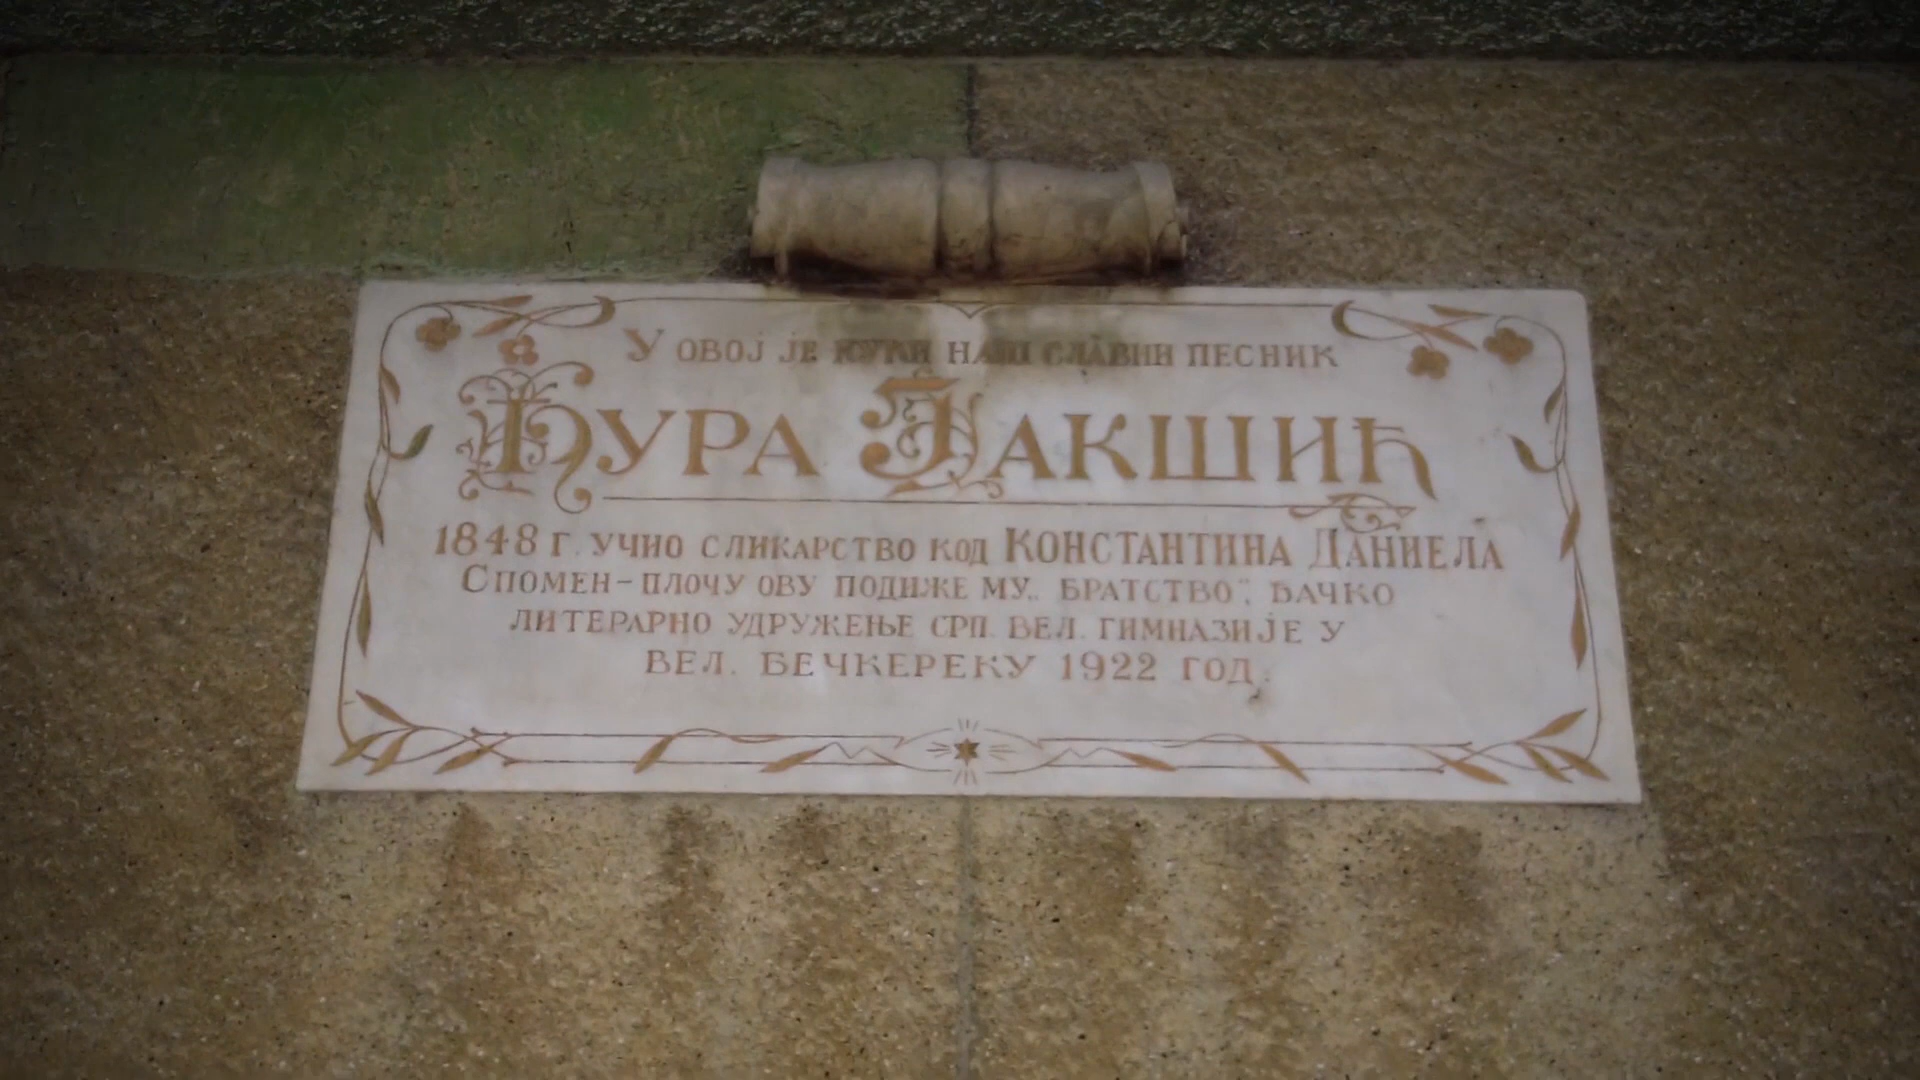 У овој је кући наш славни песник
Ђура Јакшић
1848 г. учио сликарство код Константина Даниела
Спомен-плочу ову подиже му „Братство", ђачко
литерарно удружење срп. вел. гимназије у
Вел. Бечкереку 1922 год.